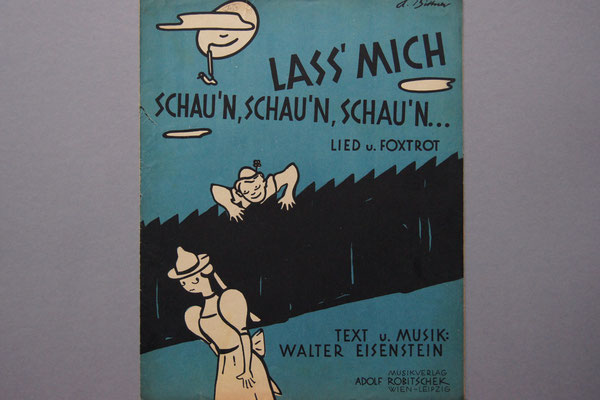 LASS' MICH
SCHAU'N, SCHAU'N, SCHAU'N...
LIED u. FOXTROT
TEXT u. MUSIK:
WALTER EISENSTEIN
MUSIKVERLAG
ADOLF ROBITSCHEK
WIEN-LEIPZIG